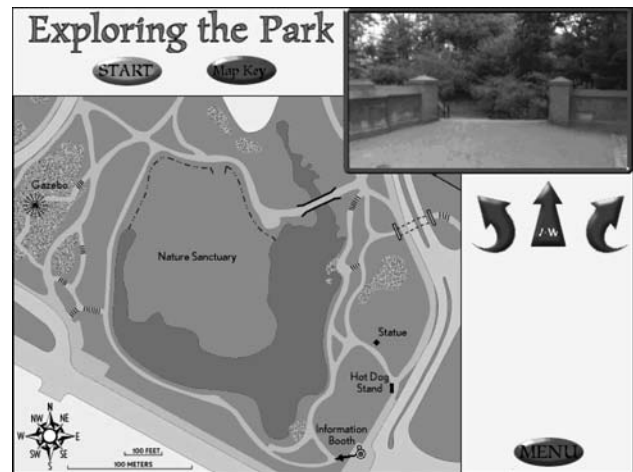 Exploring the Park
START
Map Key
Gazebo
NW
Nature Sanctuary
Statue
Hot Dog
Stand
Information
Booth
N
NW
NE
W
E
SW
SE
S
100 FEET
100 METERS
MENU